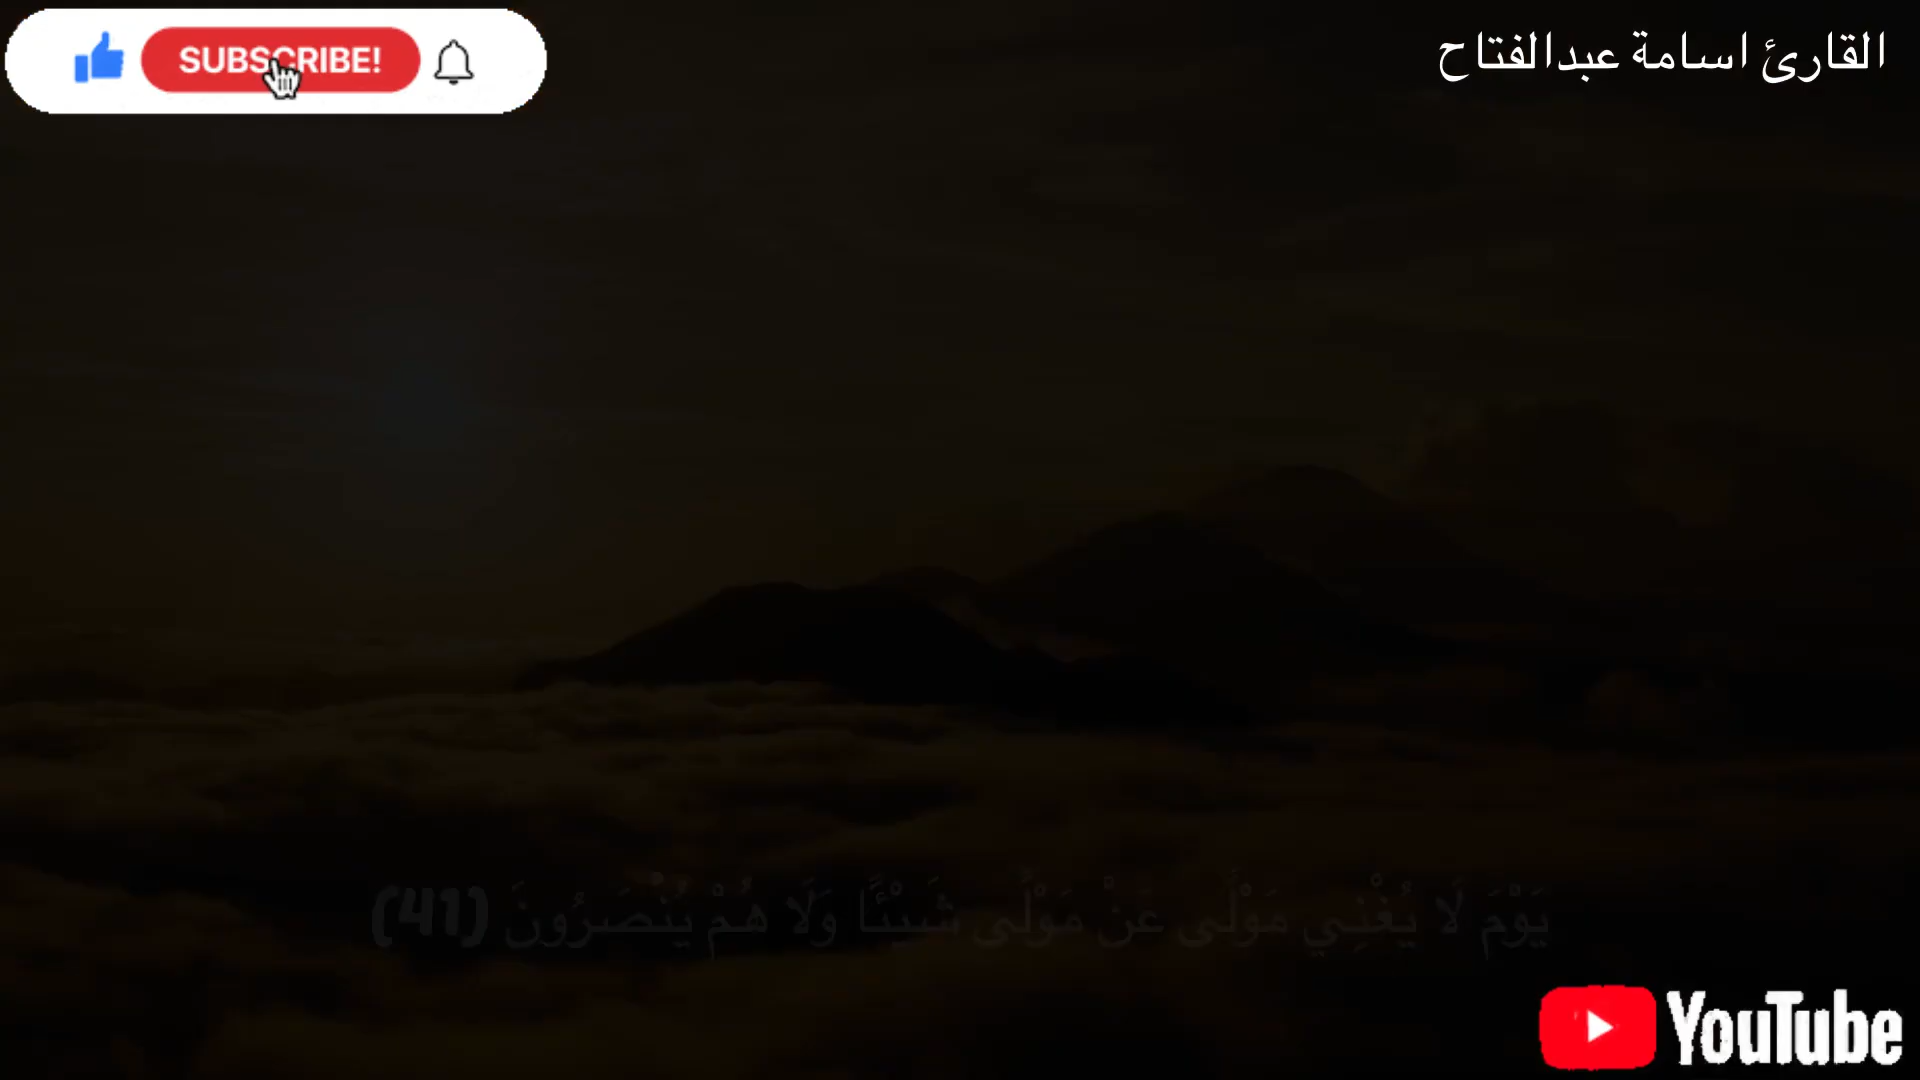 SUBSCRIBE!
القارئ اسامة عبدالفتاح
يَوْمَ لَا يُغْنِي مَوْلًى عَنْ مَوْلًى شَيْئًا وَلَا هُمْ يُنْصَرُونَ (41)
YouTube